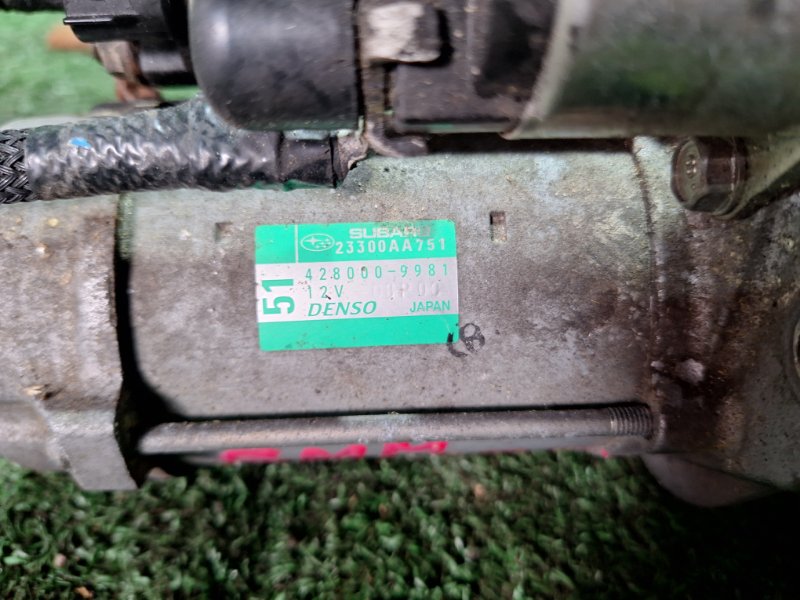 SUBARU
23300AA751
51
428000-9981
12V
DENSO JAPAN